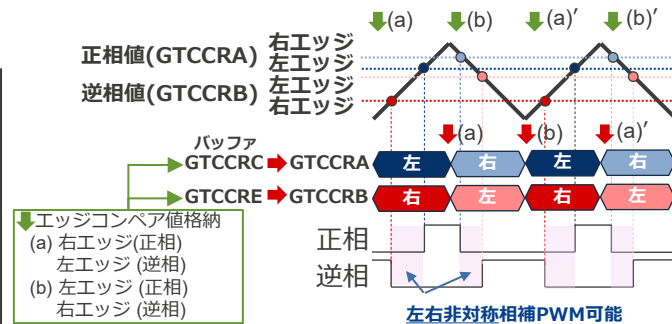 (a) (b) (a)′ (b)′
正相値(GTCCRA) 右エッジ
左エッジ
逆相値(GTCCRB) 左エッジ
右エッジ
(a) (b) (a)′
バッファ
GTCCRC GTCCRA 左 右 左 右
GTCCRE GTCCRB 右 左 右 左
エッジコンペア値格納
(a) 右エッジ(正相)
左エッジ (逆相)
(b) 左エッジ (正相)
右エッジ (逆相)
正相
逆相
左右非対称相補PWM可能